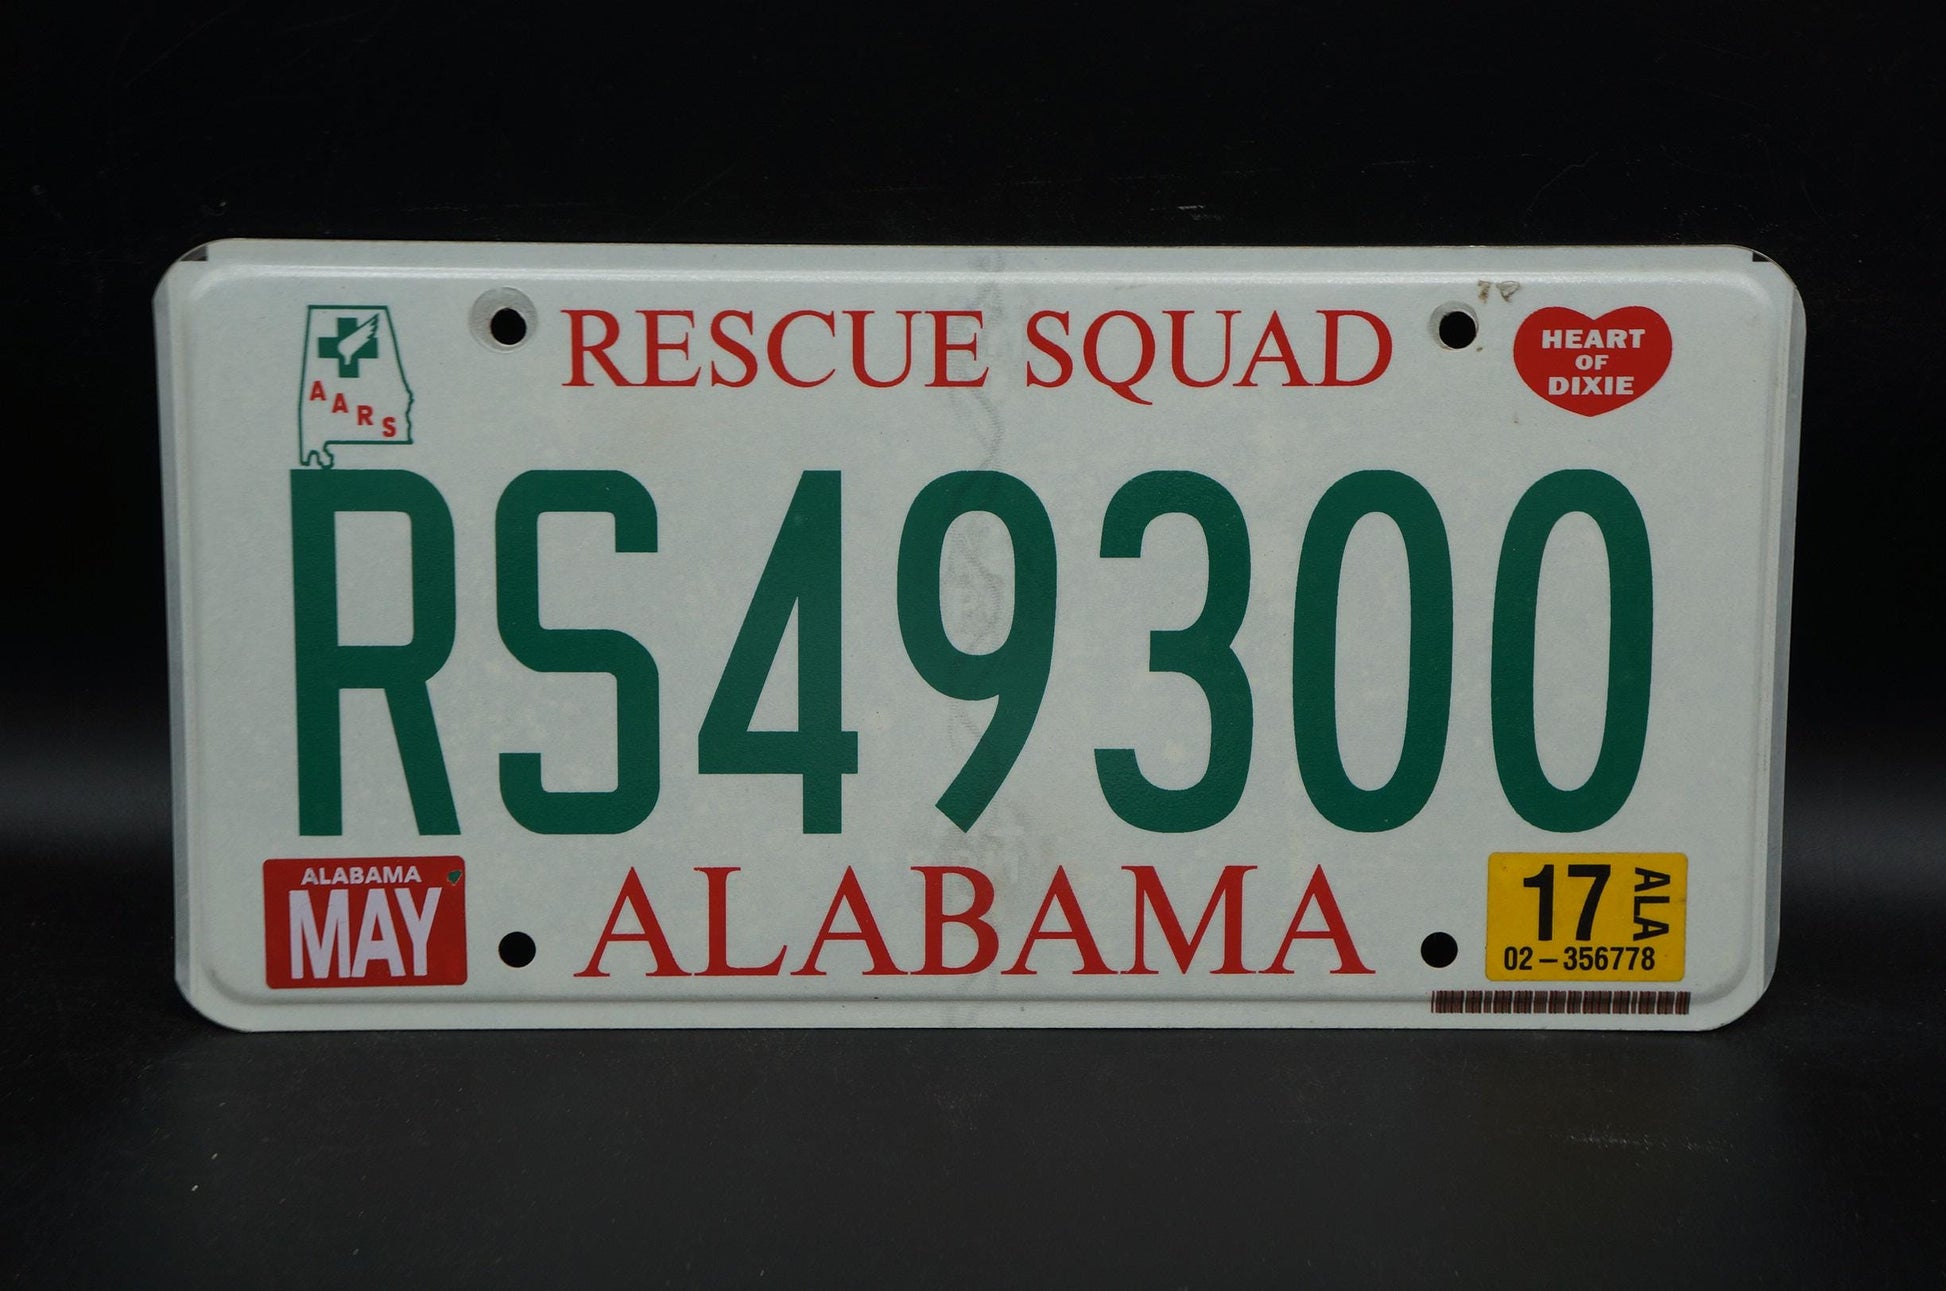 RESCUE SQUAD
HEART
OF
DIXIE
AARS
RS49300
ALABAMA
MAY
ALABAMA
17 ALA
02-356778